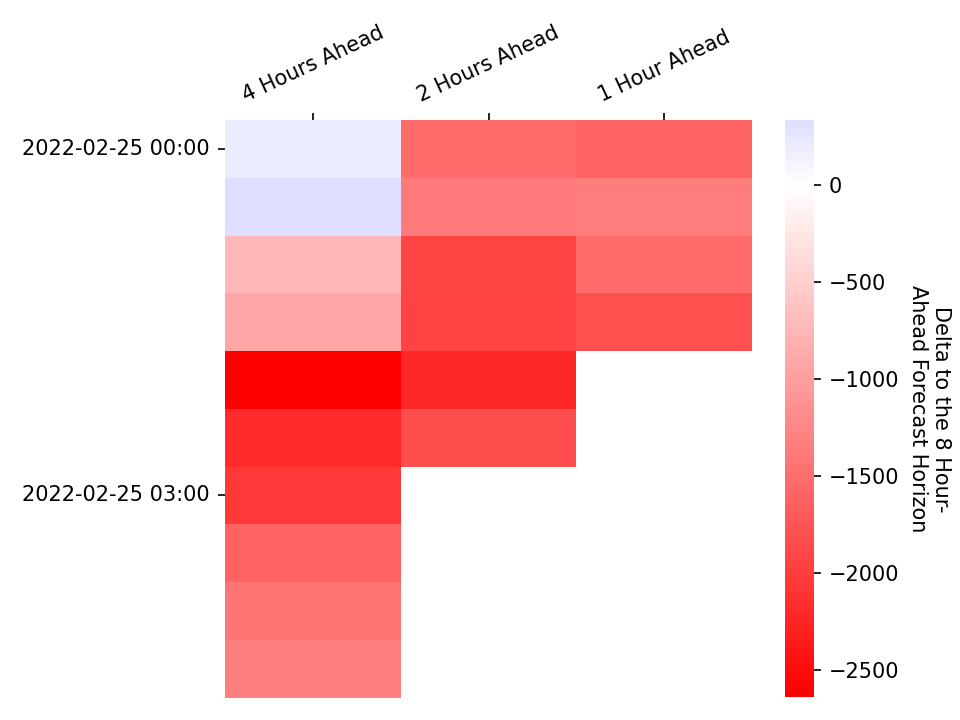 4 Hours Ahead
2 Hours Ahead
1 Hour Ahead
2022-02-25 00:00
2022-02-25 03:00
0
−500
−1000
−1500
−2000
−2500
Delta to the 8 Hour-
Ahead Forecast Horizon